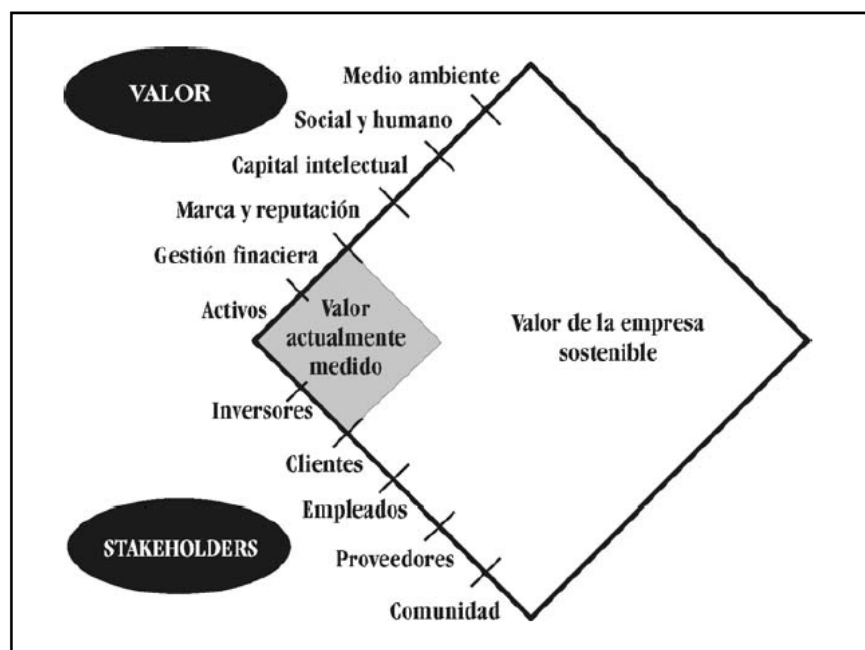 VALOR
Medio ambiente
Social y humano
Capital intelectual
Marca y reputación
Gestión finaciera
Activos
Valor
actualmente
medido
Valor de la empresa
sostenible
Inversores
Clientes
Empleados
STAKEHOLDERS
Proveedores
Comunidad